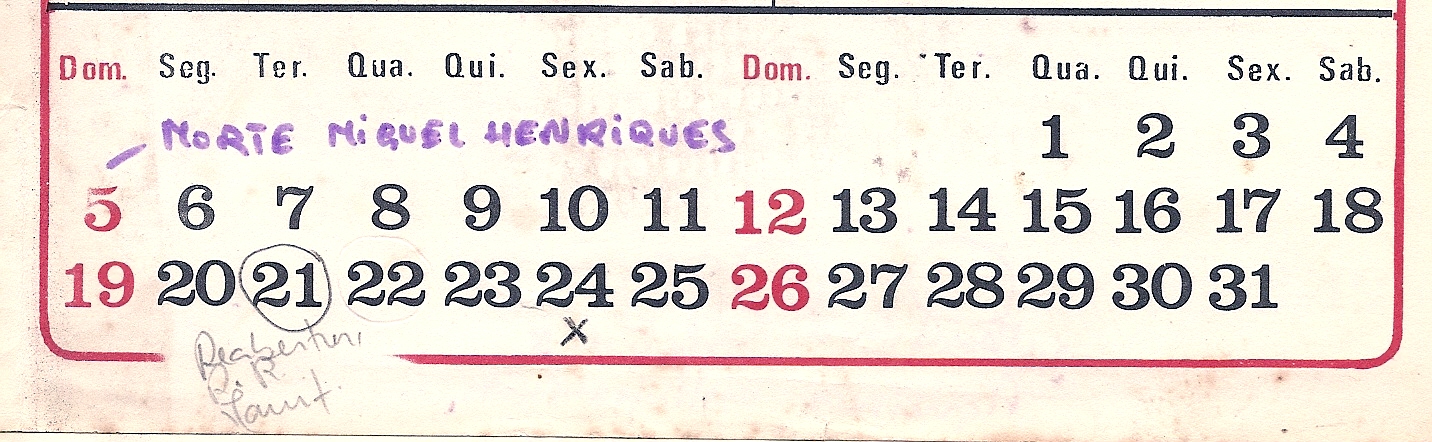 Dom. Seg. Ter. Qua. Qui. Sex. Sab. Dom. Seg. Ter. Qua. Qui. Sex. Sab.
MORTE MIGUEL HENRIQUES 1 2 3 4
5 6 7 8 9 10 11 12 13 14 15 16 17 18
19 20 21 22 23 24 25 26 27 28 29 30 31
X